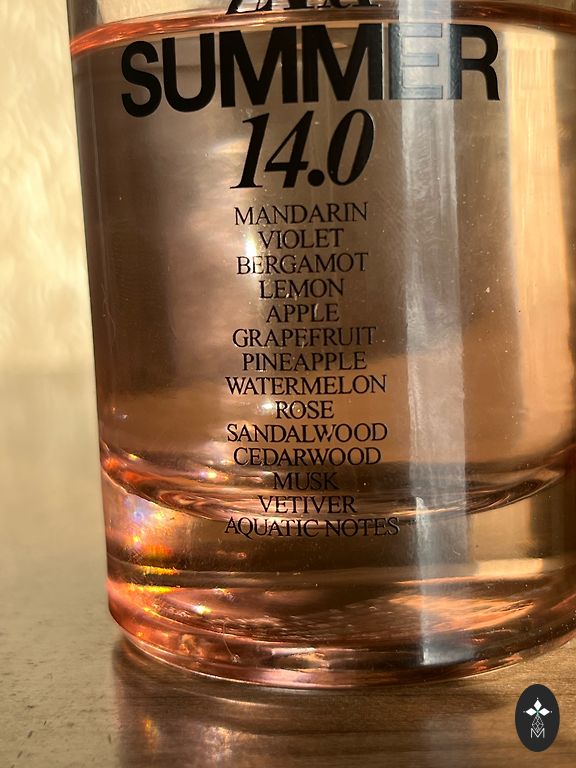 SUMMER
14.0
MANDARIN
VIOLET
BERGAMOT
LEMON
APPLE
GRAPEFRUIT
PINEAPPLE
WATERMELON
ROSE
SANDALWOOD
CEDARWOOD
MUSK
VETIVER
AQUATIC NOTES
M